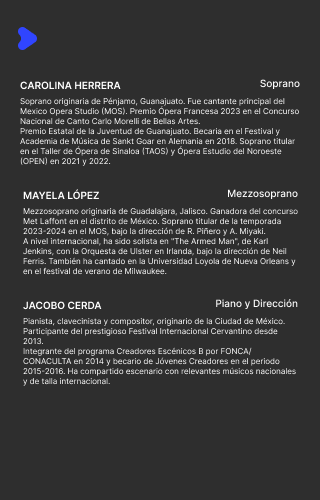 CAROLINA HERRERA
Soprano
Soprano originaria de Pénjamo, Guanajuato. Fue cantante principal del
Mexico Opera Studio (MOS). Premio Ópera Francesa 2023 en el Concurso
Nacional de Canto Carlo Morelli de Bellas Artes.
Premio Estatal de la Juventud de Guanajuato. Becaria en el Festival y
Academia de Música de Sankt Goar en Alemania en 2018. Soprano titular
en el Taller de Ópera de Sinaloa (TAOS) y Ópera Estudio del Noroeste
(OPEN) en 2021 y 2022.
MAYELA LÓPEZ
Mezzosoprano
Mezzosoprano originaria de Guadalajara, Jalisco. Ganadora del concurso
Met Laffont en el distrito de México. Soprano titular de la temporada
2023-2024 en el MOS, bajo la dirección de R. Piñero y A. Miyaki.
A nivel internacional, ha sido solista en "The Armed Man", de Karl
Jenkins, con la Orquesta de Ulster en Irlanda, bajo la dirección de Neil
Ferris. También ha cantado en la Universidad Loyola de Nueva Orleans y
en el festival de verano de Milwaukee.
JACOBO CERDA
Piano y Dirección
Pianista, clavecinista y compositor, originario de la Ciudad de México.
Participante del prestigioso Festival Internacional Cervantino desde
2013.
Integrante del programa Creadores Escénicos B por FONCA/
CONACULTA en 2014 y becario de Jóvenes Creadores en el periodo
2015-2016. Ha compartido escenario con relevantes músicos nacionales
y de talla internacional.